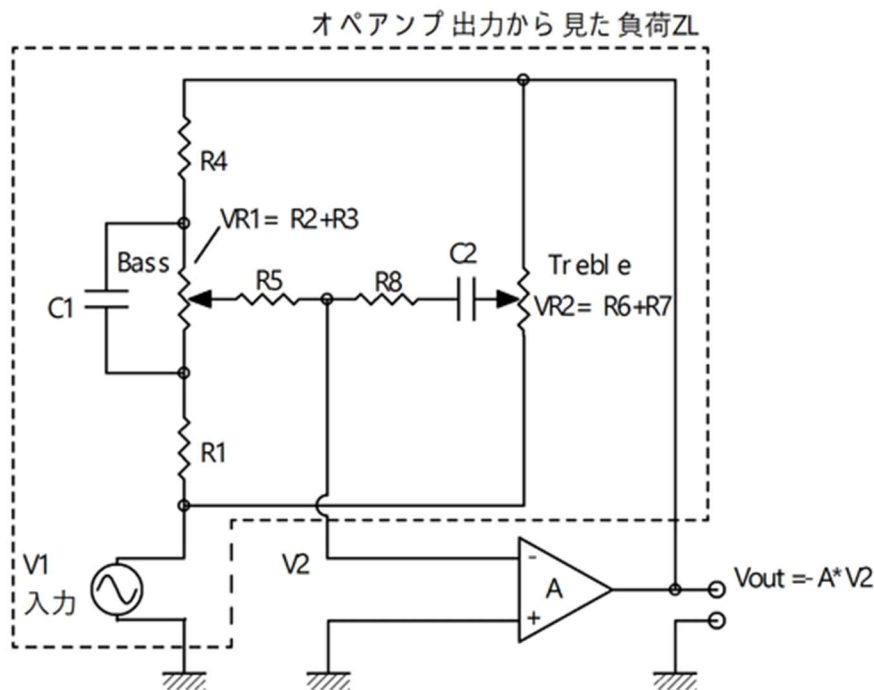 オペアンプ出力から見た負荷ZL
R4
VR1= R2+R3
Bass
C1
R5
R8
C2
Treble
VR2= R6+R7
R1
V1
入力
V2
-
A
+
Vout =-A*V2